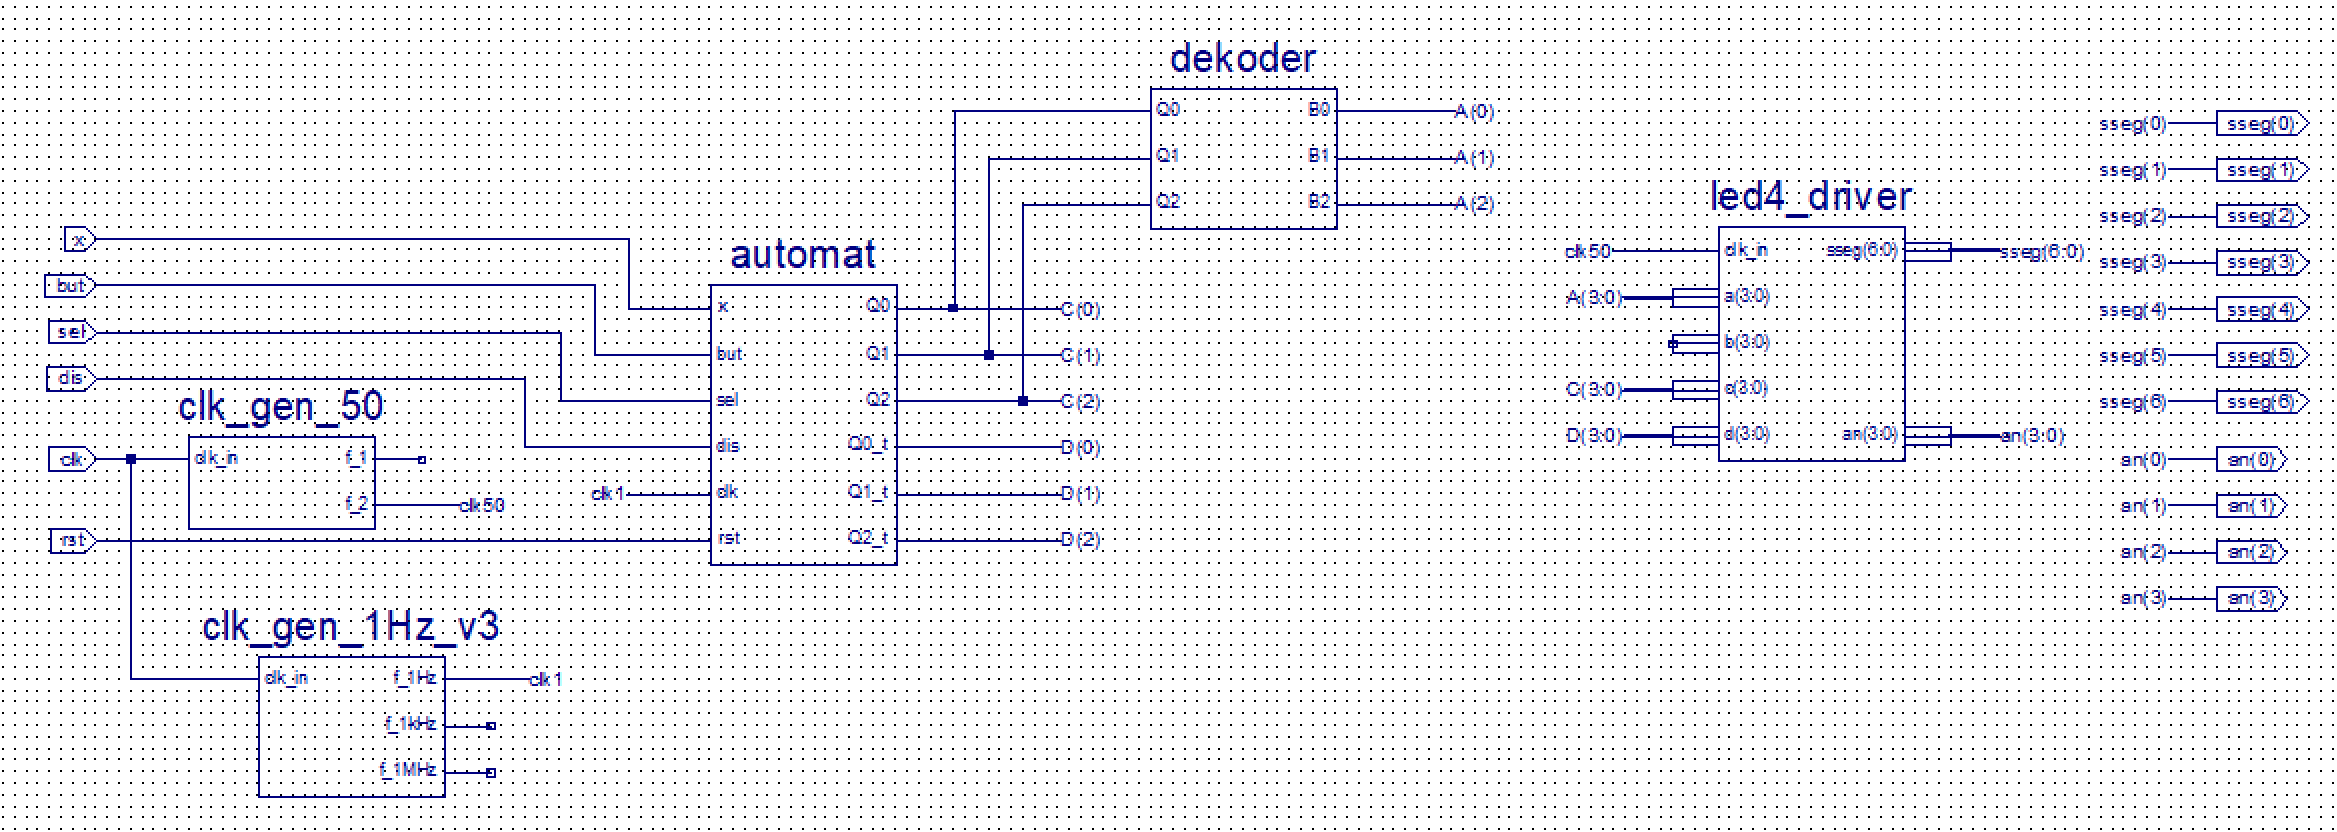 dekoder
Q0 B0 A(0)
Q1 B1 A(1)
Q2 B2 A(2)
x
but
sel
dis
clk
rst
clk_gen_50
clk_in f_1
f_2 clk50
clk_gen_1Hz_v3
clk_in f_1Hz clk1
f_1kHz
f_1MHz
automat
x Q0 C(0)
but Q1 C(1)
sel Q2 C(2)
dis Q0_t D(0)
clk1 clk Q1_t D(1)
rst Q2_t D(2)
led4_driver
clk50 clk_in sseg(6:0) sseg(6:0)
A(3:0) a(3:0)
b(3:0)
C(3:0) c(3:0)
D(3:0) d(3:0) an(3:0) an(3:0)
sseg(0) sseg(0)
sseg(1) sseg(1)
sseg(2) sseg(2)
sseg(3) sseg(3)
sseg(4) sseg(4)
sseg(5) sseg(5)
sseg(6) sseg(6)
an(0) an(0)
an(1) an(1)
an(2) an(2)
an(3) an(3)